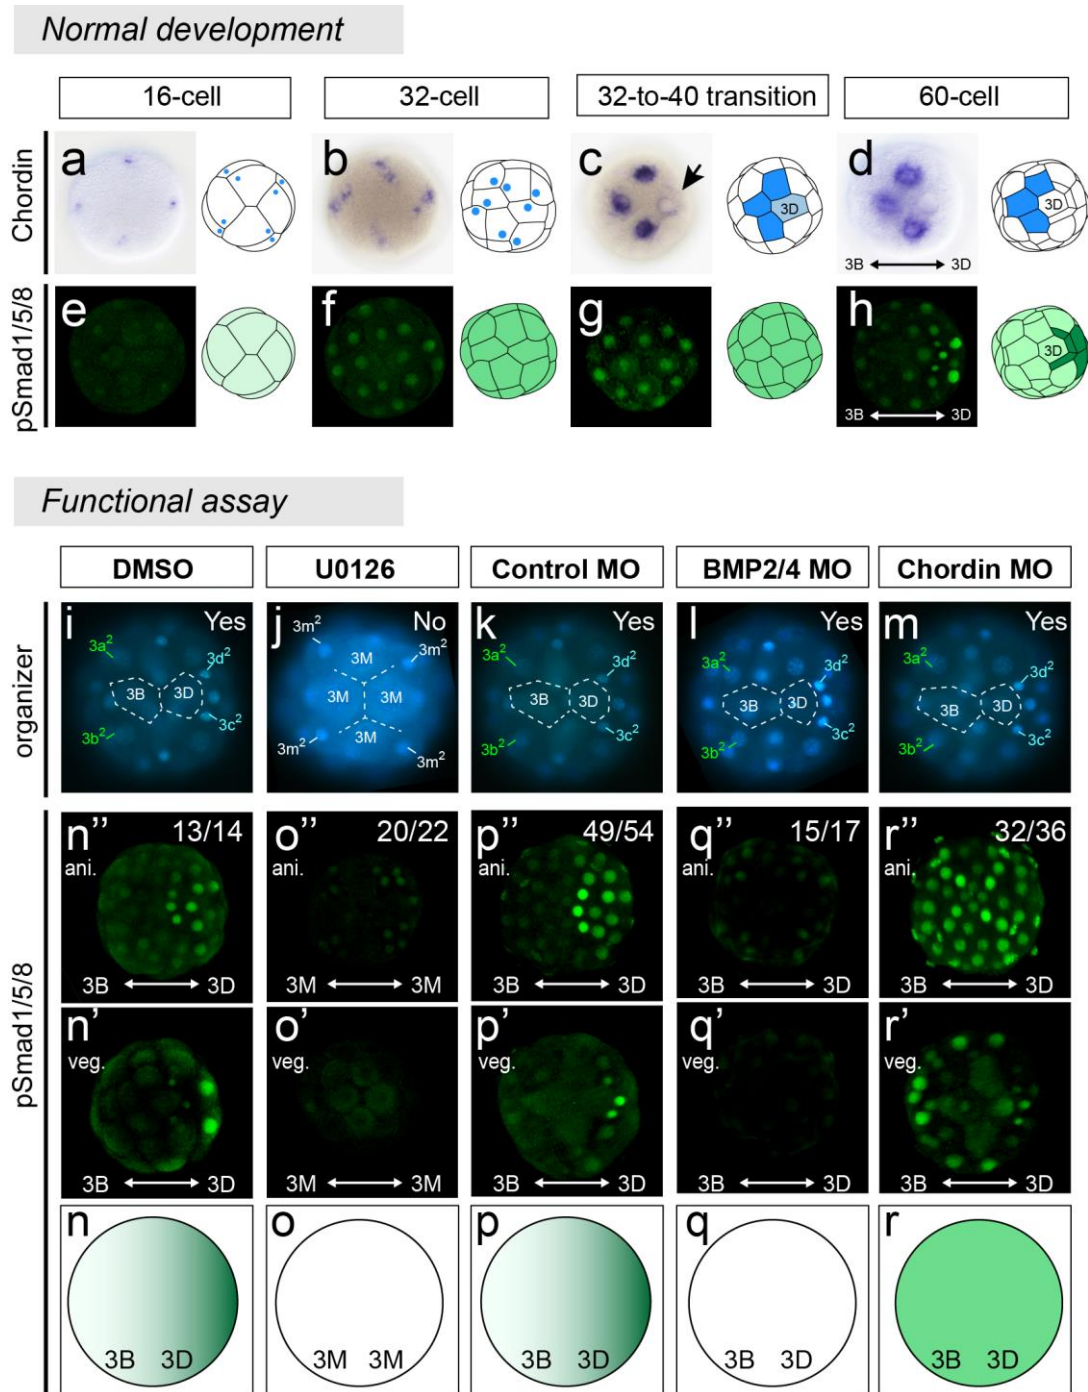 Normal development
16-cell 32-cell 32-to-40 transition 60-cell
Chordin
a b c d
3D 3D
3B 3D
pSmad1/5/8
e f g h
3D
3B 3D
Functional assay
DMSO U0126 Control MO BMP2/4 MO Chordin MO
organizer
i Yes j No k Yes l Yes m Yes
3a² 3d² 3m² 3m² 3a² 3d² 3a² 3d² 3a² 3d²
3B 3D 3M 3M 3M 3M 3B 3D 3B 3D 3B 3D
3b² 3c² 3m² 3m² 3b² 3c² 3b² 3c² 3b² 3c²
pSmad1/5/8
n’’ 13/14 o’’ 20/22 p’’ 49/54 q’’ 15/17 r’’ 32/36
ani. ani. ani. ani. ani.
3B 3D 3M 3M 3B 3D 3B 3D 3B 3D
n’ o’ p’ q’ r’
veg. veg. veg. veg. veg.
3B 3D 3M 3M 3B 3D 3B 3D 3B 3D
n o p q r
3B 3D 3M 3M 3B 3D 3B 3D 3B 3D